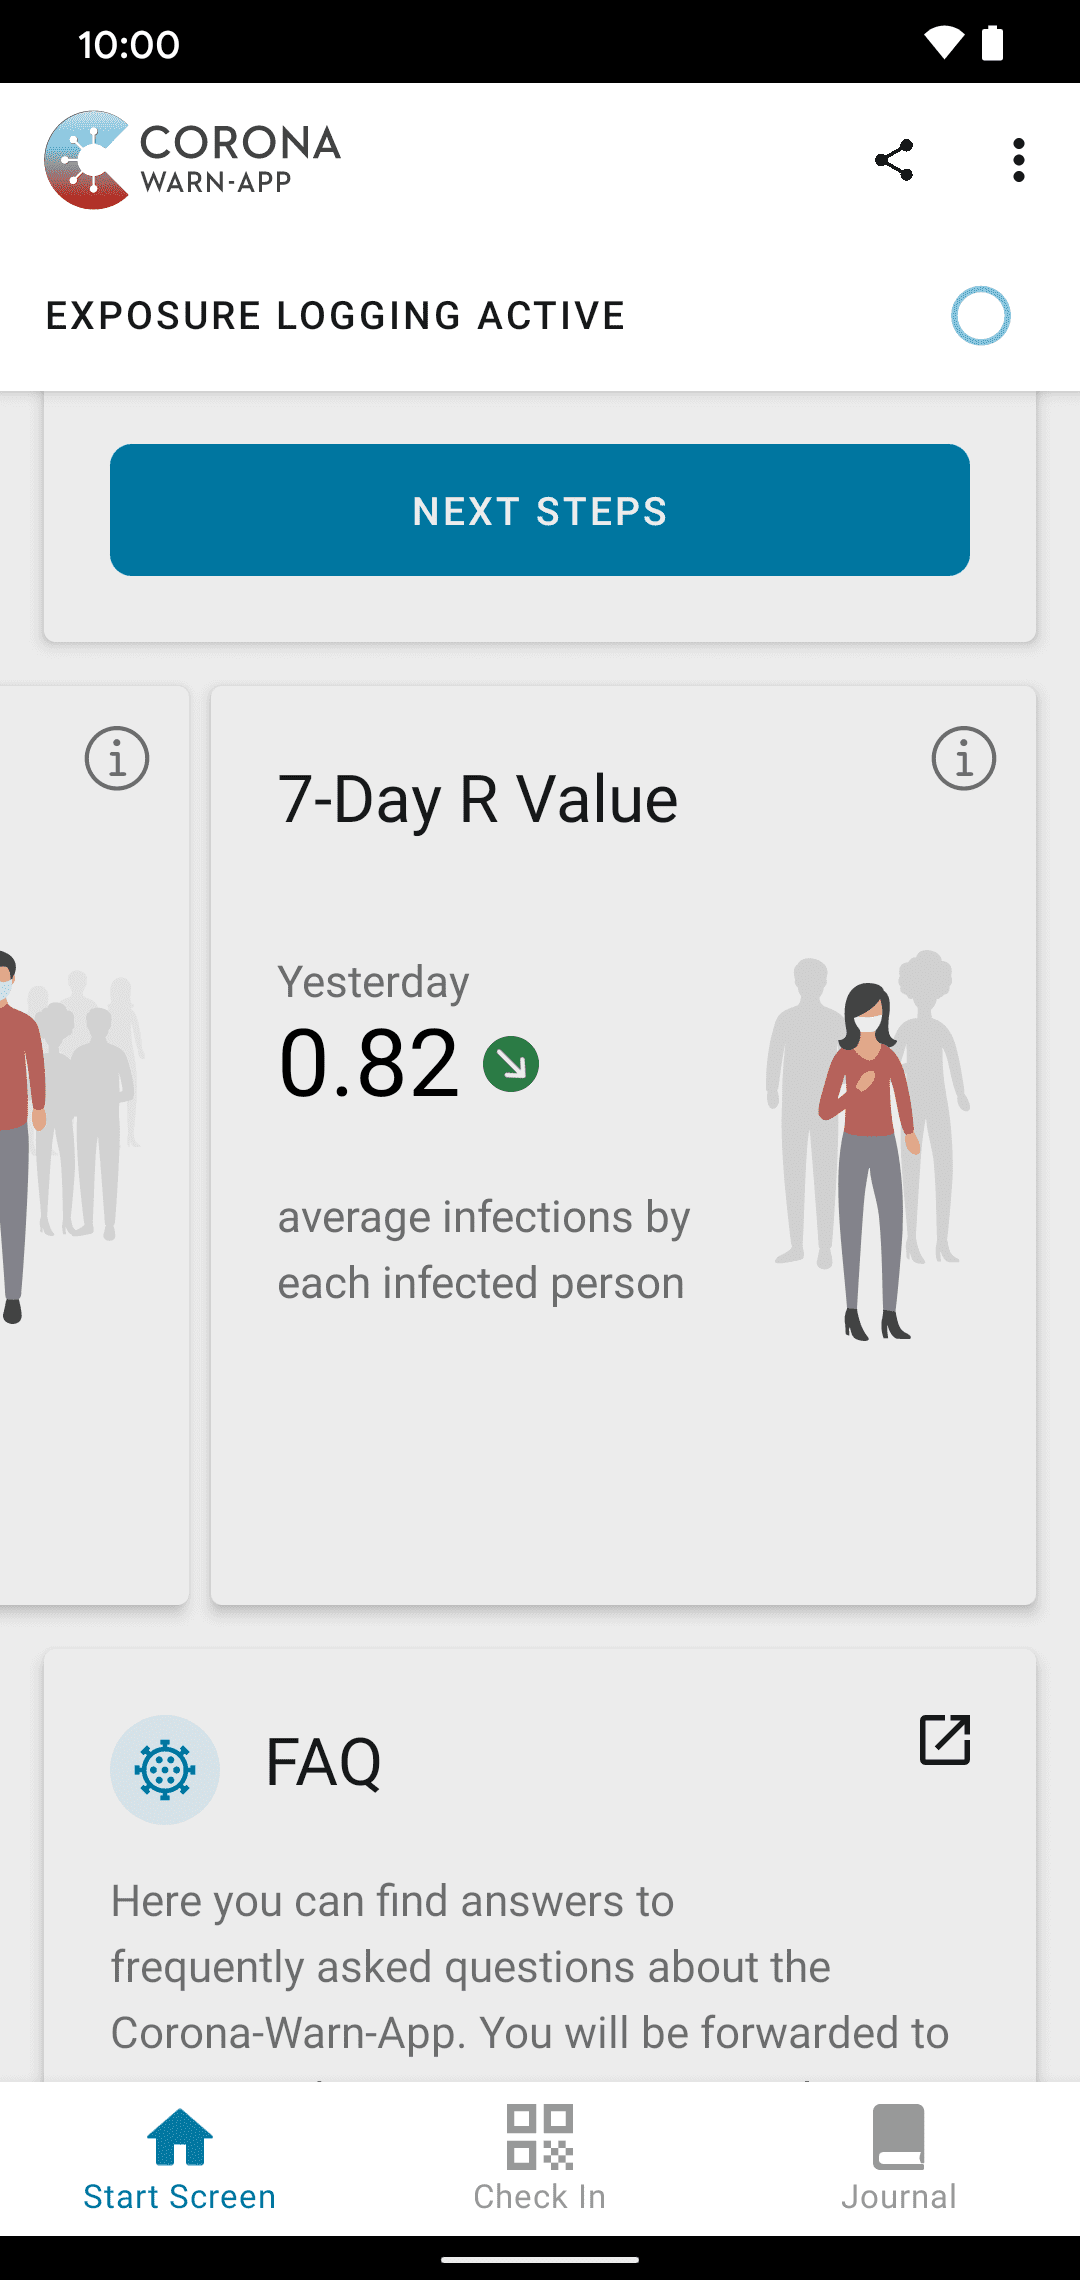 10:00
CORONA
WARN-APP
EXPOSURE LOGGING ACTIVE
NEXT STEPS
7-Day R Value
Yesterday
0.82
average infections by
each infected person
FAQ
Here you can find answers to
frequently asked questions about the
Corona-Warn-App. You will be forwarded to
Start Screen
Check In
Journal